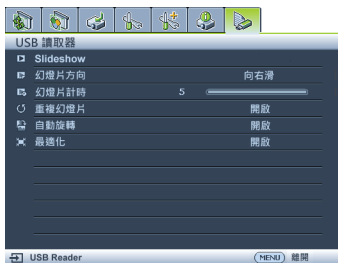 USB 讀取器
Slideshow
幻燈片方向 向右滑
幻燈片計時 5
重複幻燈片 開啟
自動旋轉 開啟
最適化 開啟
USB Reader MENU 離開